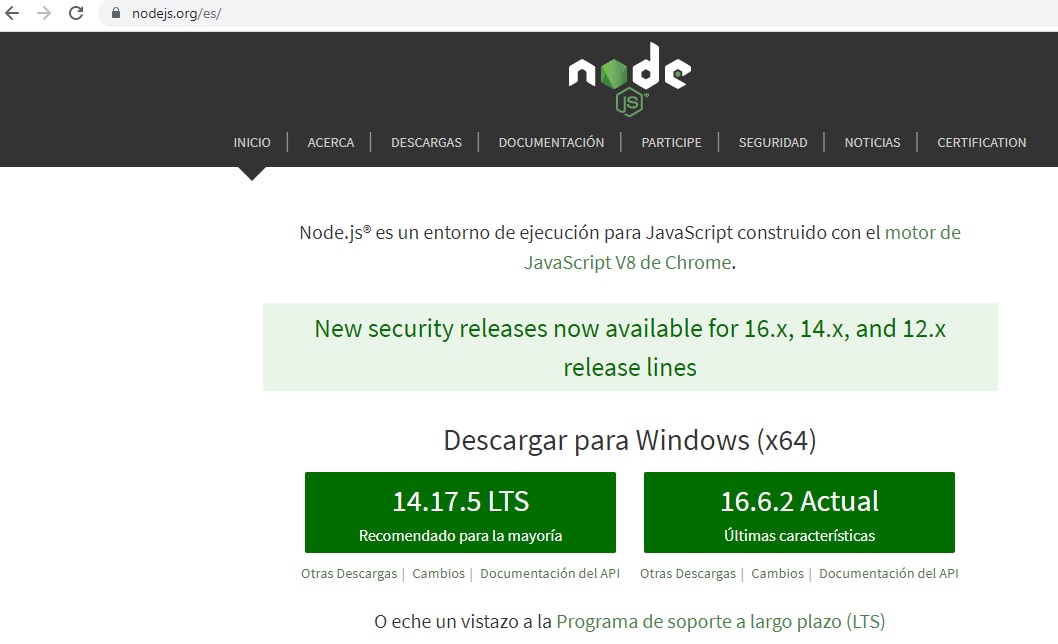 nodejs.org/es/
node
JS
INICIO | ACERCA | DESCARGAS | DOCUMENTACIÓN | PARTICIPE | SEGURIDAD | NOTICIAS | CERTIFICATION
Node.js® es un entorno de ejecución para JavaScript construido con el motor de
JavaScript V8 de Chrome.
New security releases now available for 16.x, 14.x, and 12.x
release lines
Descargar para Windows (x64)
14.17.5 LTS
Recomendado para la mayoría
16.6.2 Actual
Últimas características
Otras Descargas | Cambios | Documentación del API
Otras Descargas | Cambios | Documentación del API
O eche un vistazo a la Programa de soporte a largo plazo (LTS)